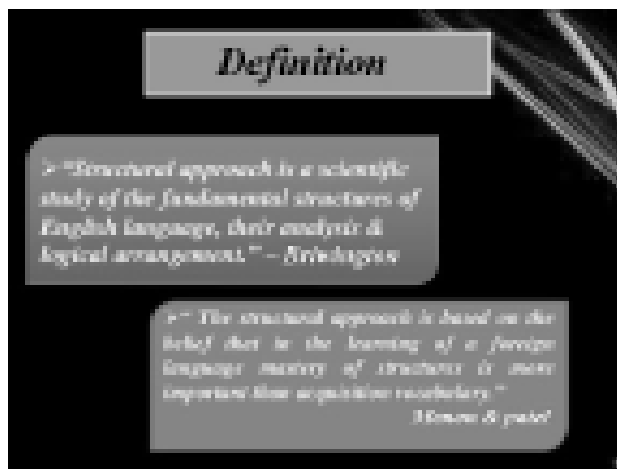 Definition
➢ "Structural approach is a scientific
study of the fundamental structures of
English language, their analysis &
logical arrangement." – Brivington
➢" The structural approach is based on the
belief that in the learning of a foreign
language mastery of structures is more
important than acquisition vocabulary."
Menon & patel